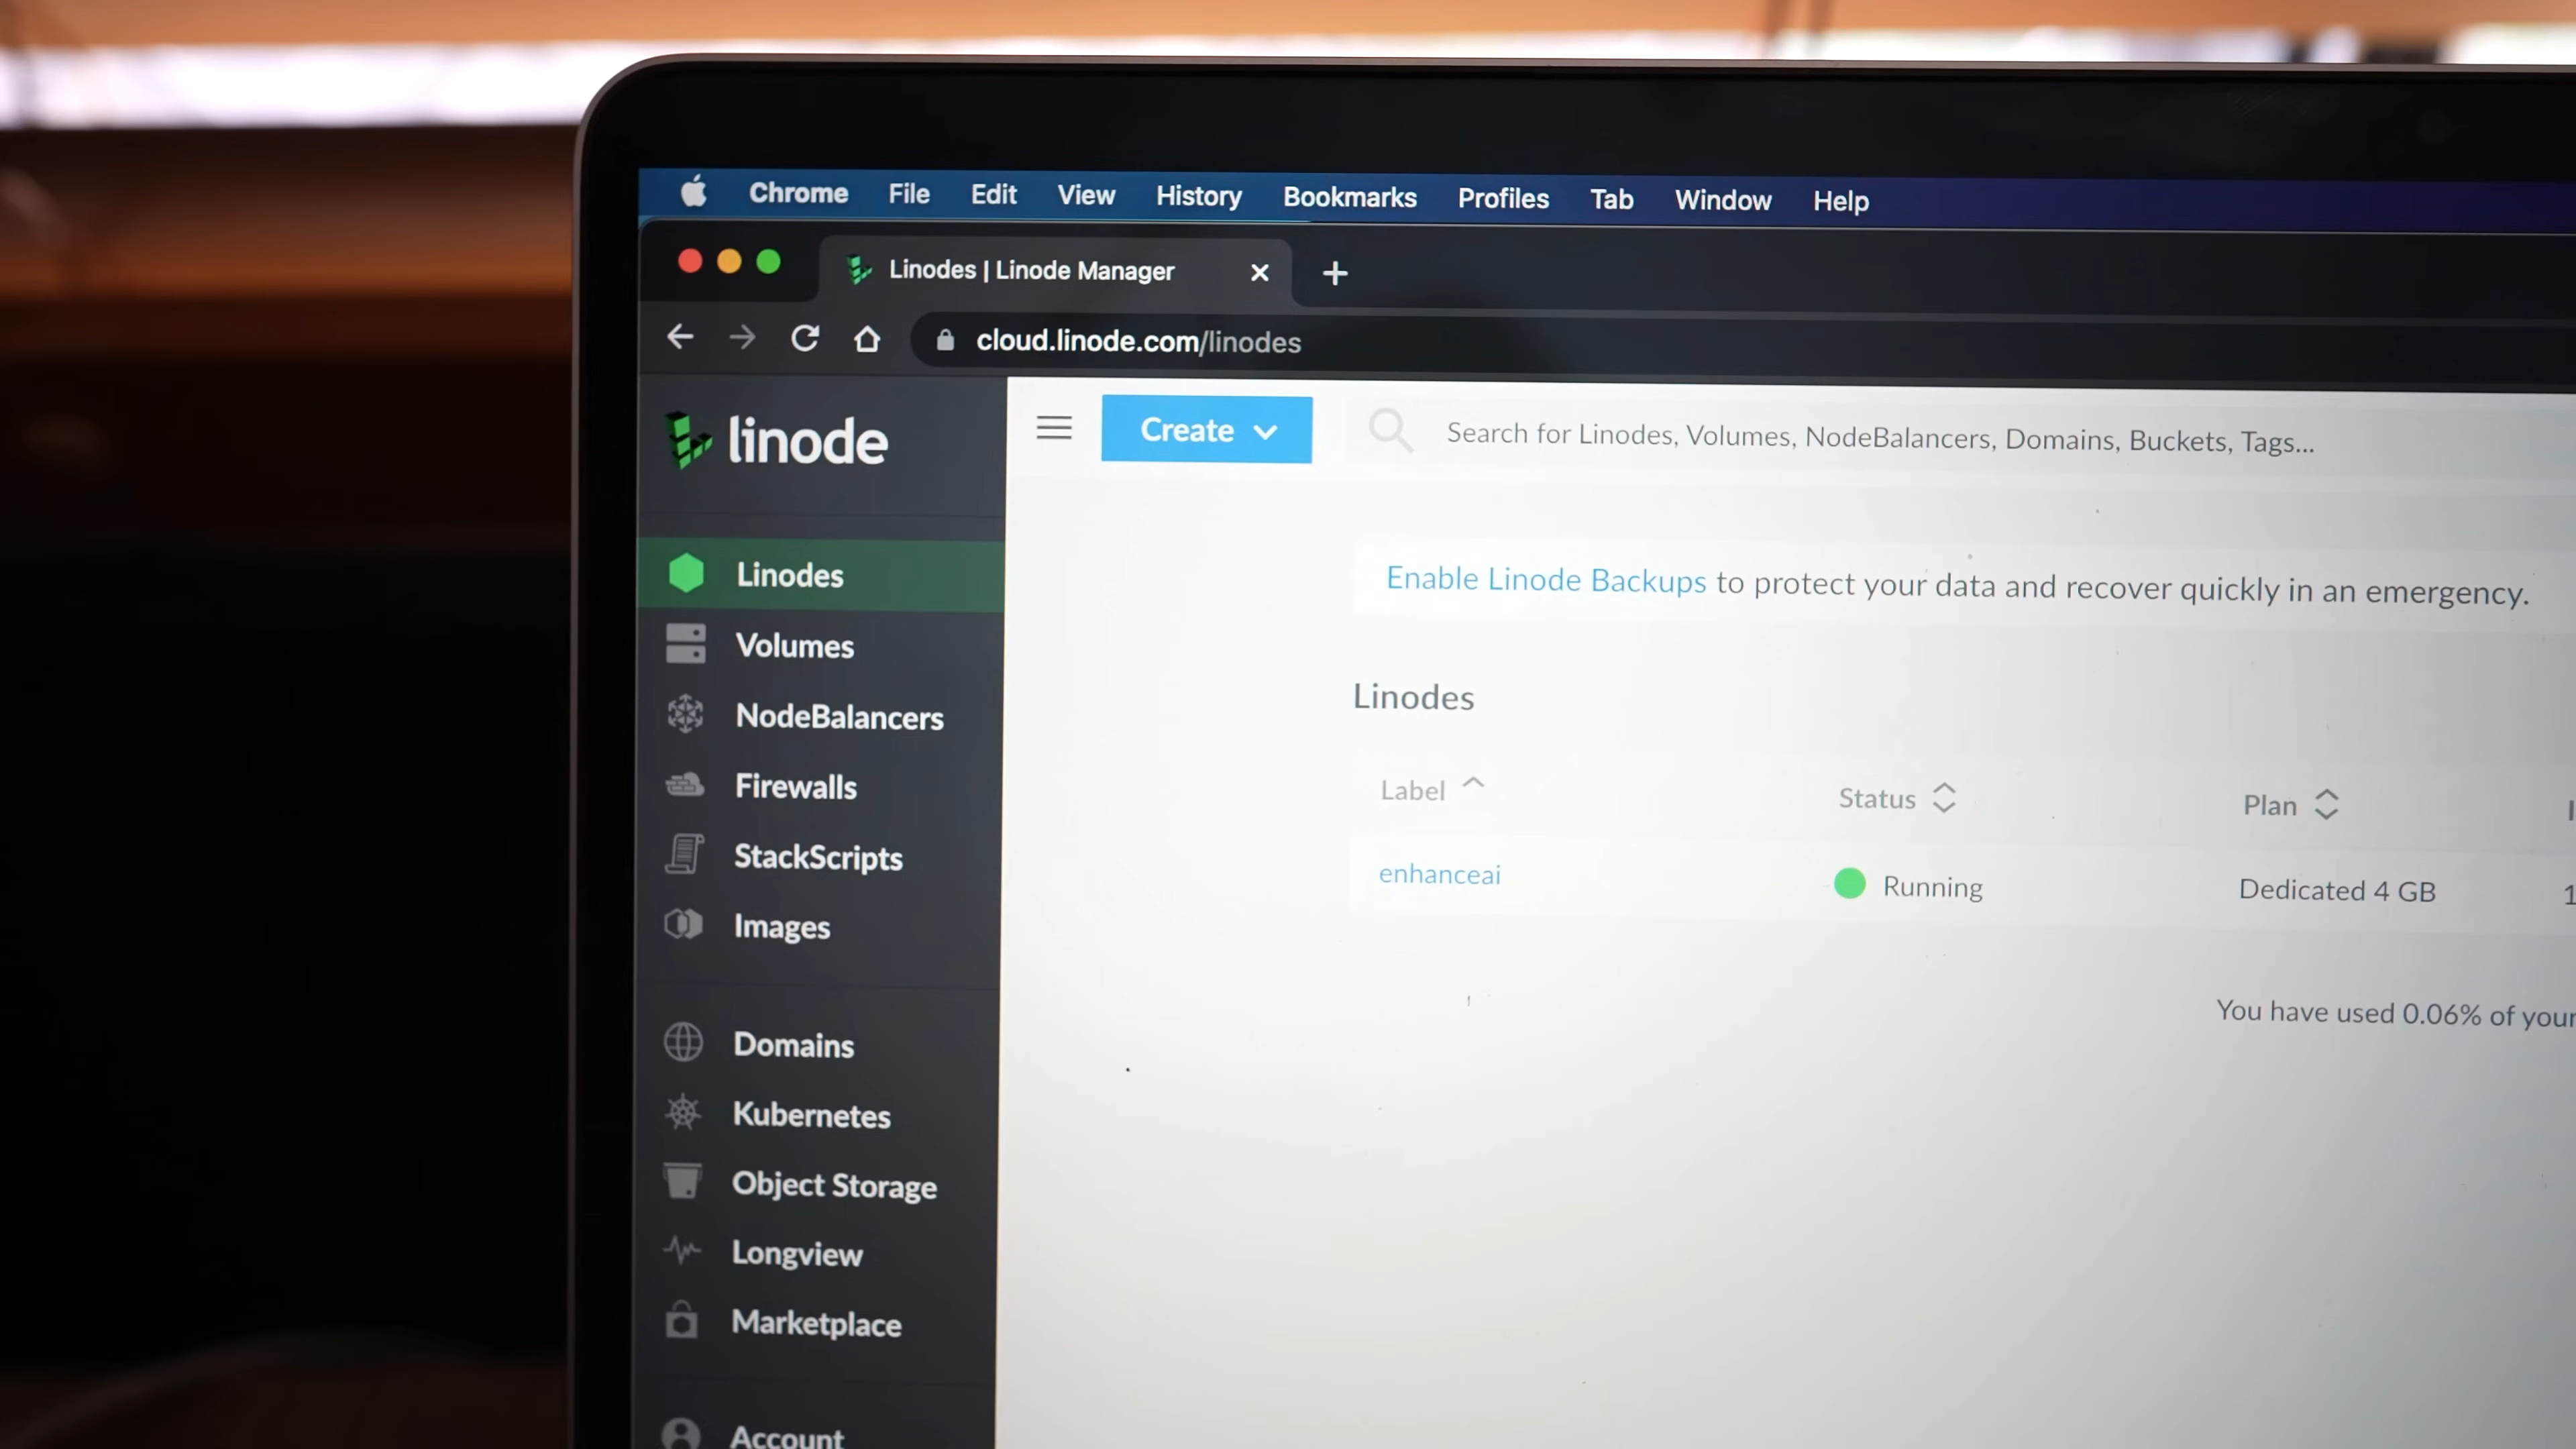 Chrome File Edit View History Bookmarks Profiles Tab Window Help
Linodes | Linode Manager
cloud.linode.com/linodes
linode
Create
Search for Linodes, Volumes, NodeBalancers, Domains, Buckets, Tags...
Linodes
Volumes
NodeBalancers
Firewalls
StackScripts
Images
Domains
Kubernetes
Object Storage
Longview
Marketplace
Account
Enable Linode Backups to protect your data and recover quickly in an emergency.
Linodes
Label Status Plan
enhanceai Running Dedicated 4 GB
You have used 0.06% of your